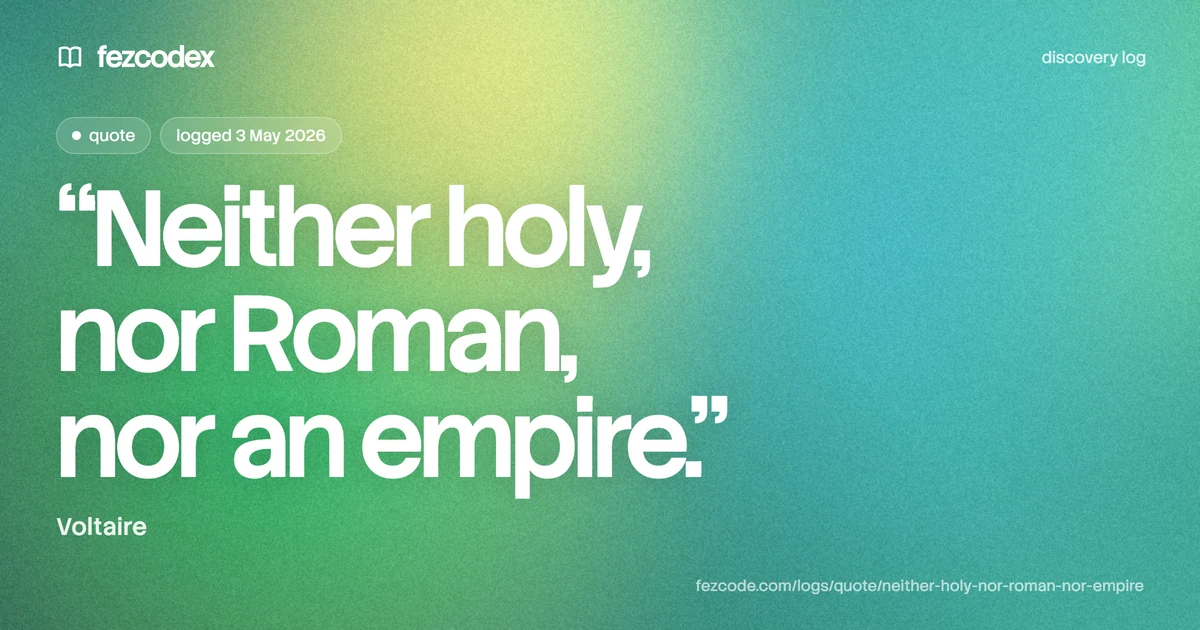 fezcodex
discovery log
quote
logged 3 May 2026
“Neither holy,
nor Roman,
nor an empire.”
Voltaire
fezcode.com/logs/quote/neither-holy-nor-roman-nor-empire